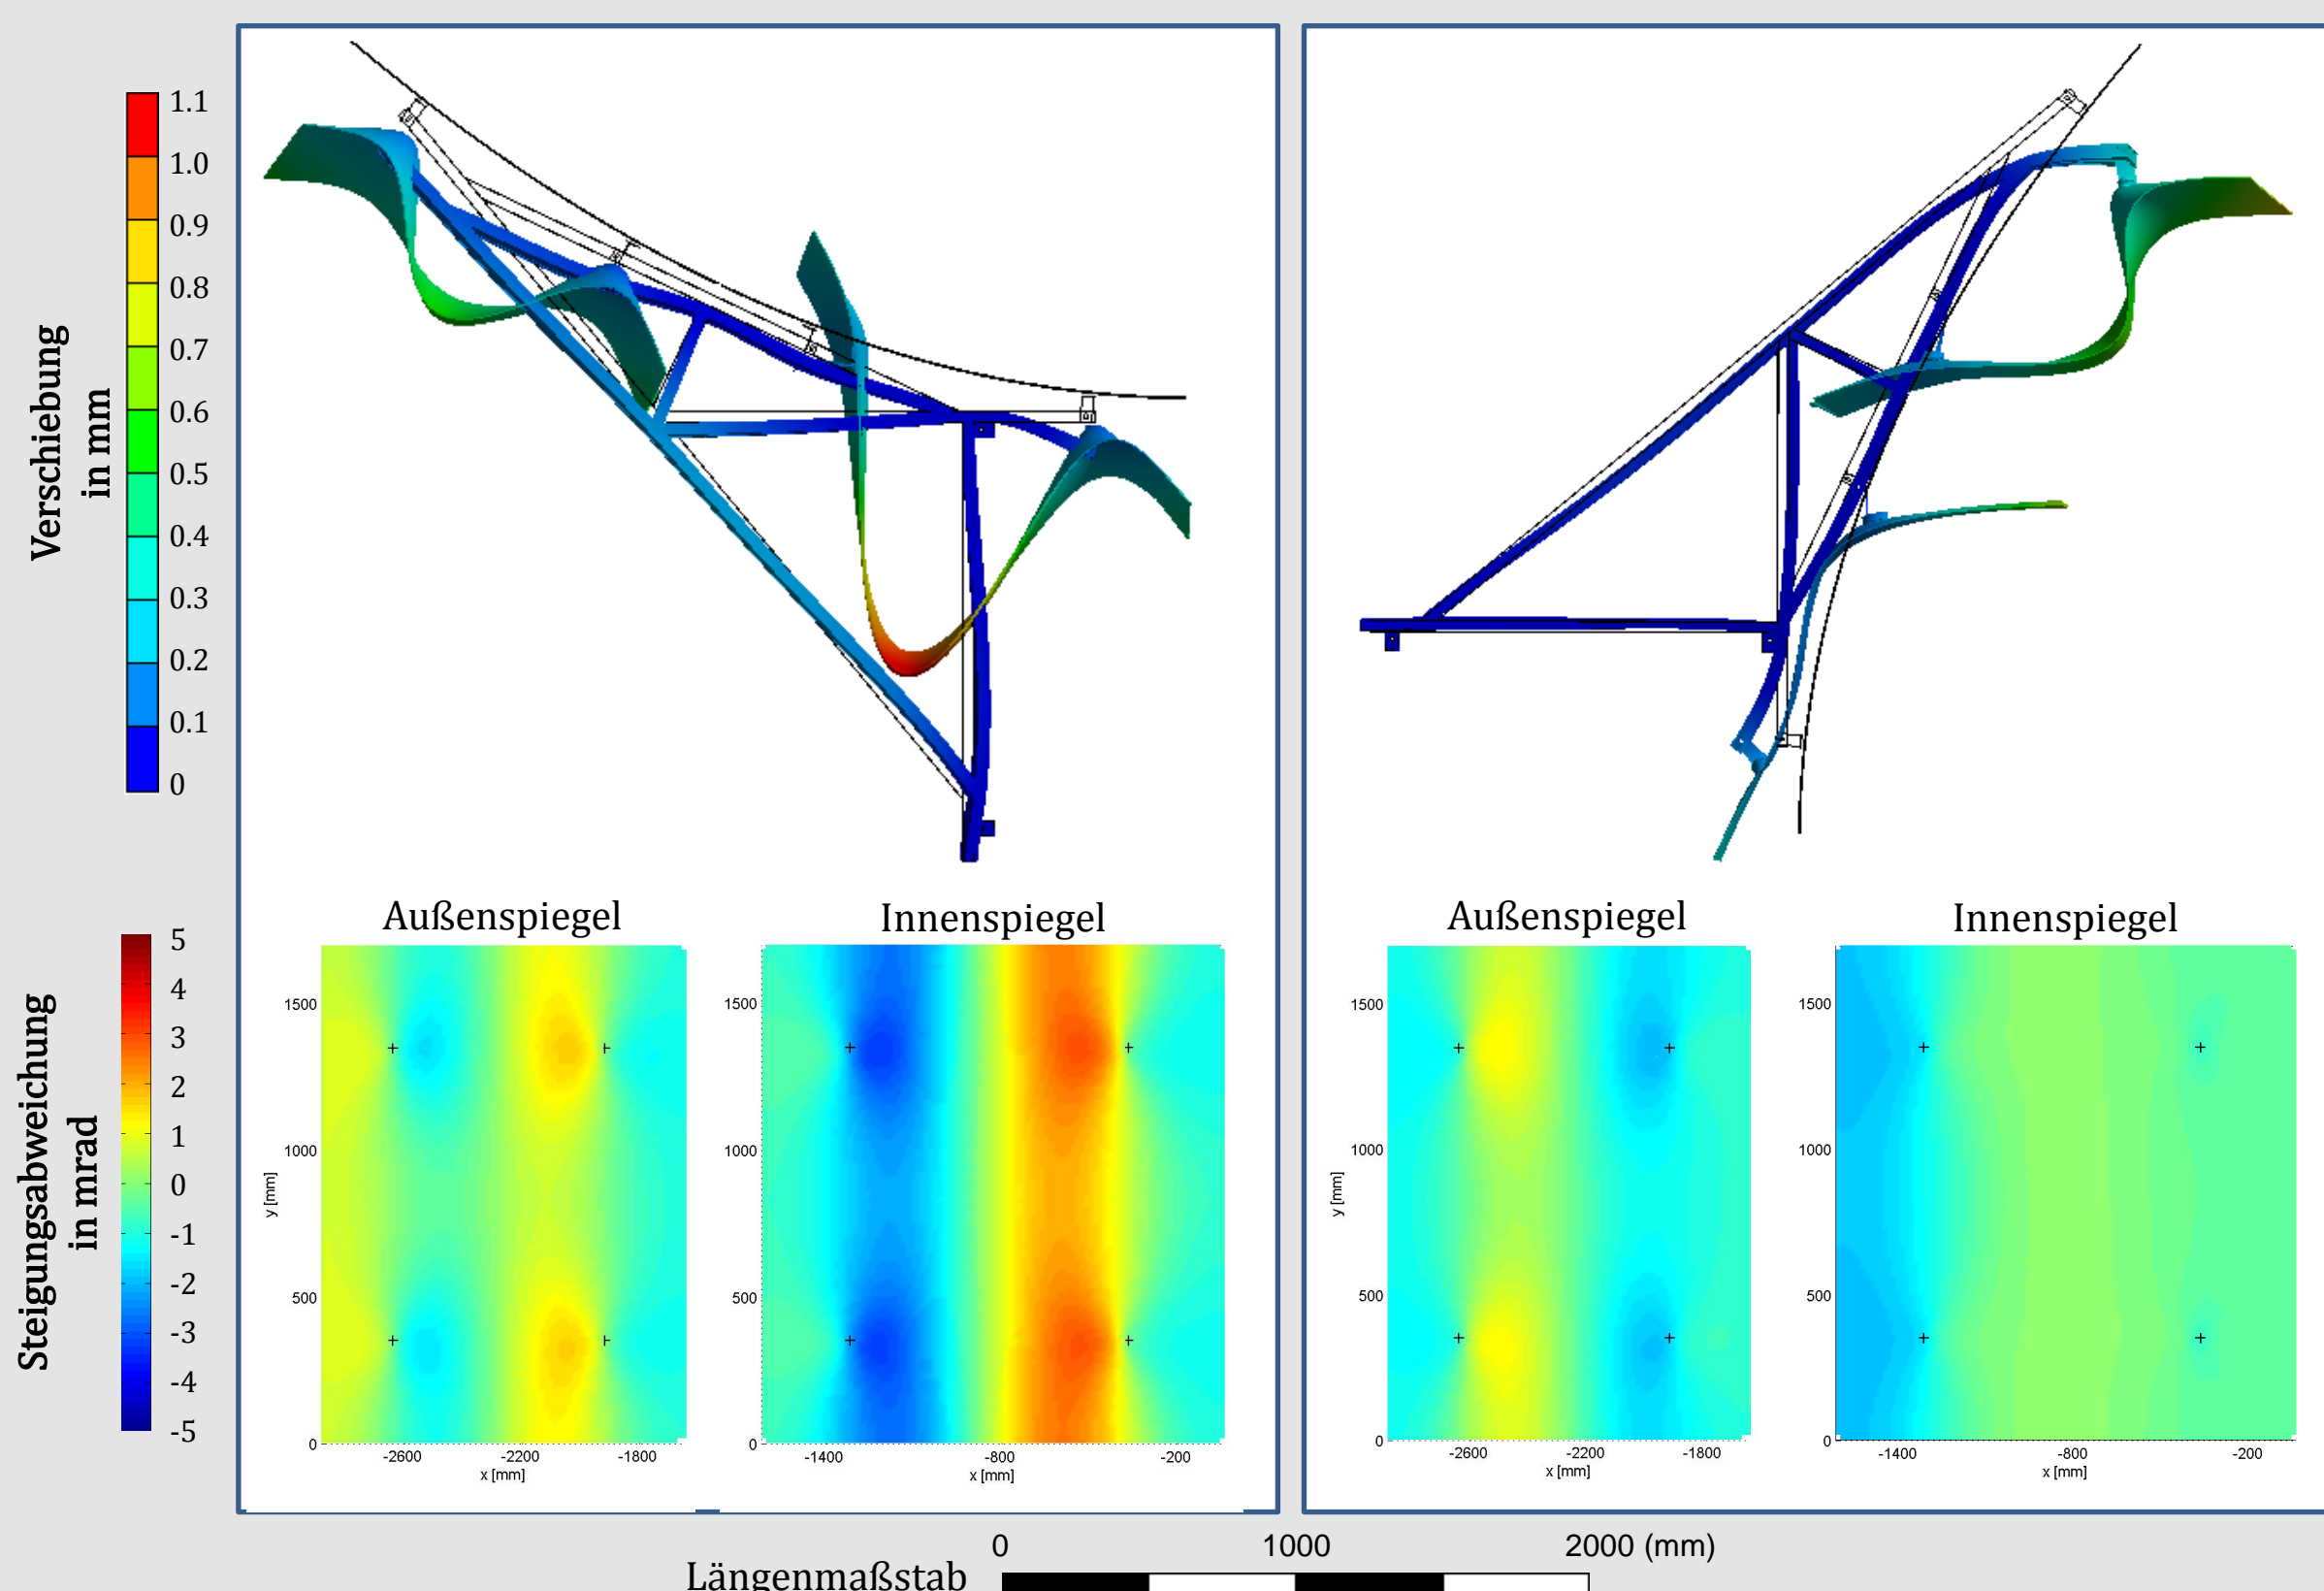 Verschiebung
in mm
1.1
1.0
0.9
0.8
0.7
0.6
0.5
0.4
0.3
0.2
0.1
0
Steigungsabweichung
in mrad
5
4
3
2
1
0
-1
-2
-3
-4
-5
Außenspiegel
1500
1000
500
0
y [mm]
-2600 -2200 -1800
x [mm]
Innenspiegel
1500
1000
500
0
-1400 -800 -200
x [mm]
Außenspiegel
1500
1000
500
0
y [mm]
-2600 -2200 -1800
x [mm]
Innenspiegel
1500
1000
500
0
-1400 -800 -200
x [mm]
0 1000 2000 (mm)
Längenmaßstab